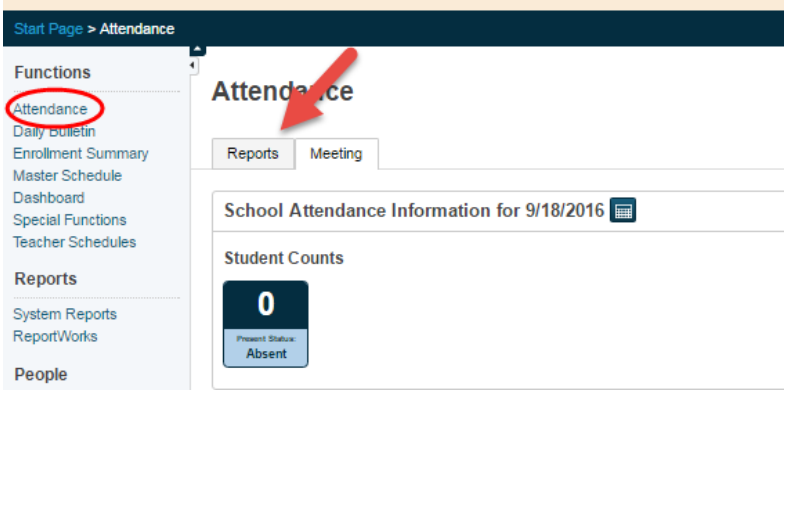 Start Page > Attendance
Functions
Attendance
Daily Bulletin
Enrollment Summary
Master Schedule
Dashboard
Special Functions
Teacher Schedules
Reports
System Reports
ReportWorks
People
Attendance
Reports Meeting
School Attendance Information for 9/18/2016
Student Counts
0
Present Status:
Absent